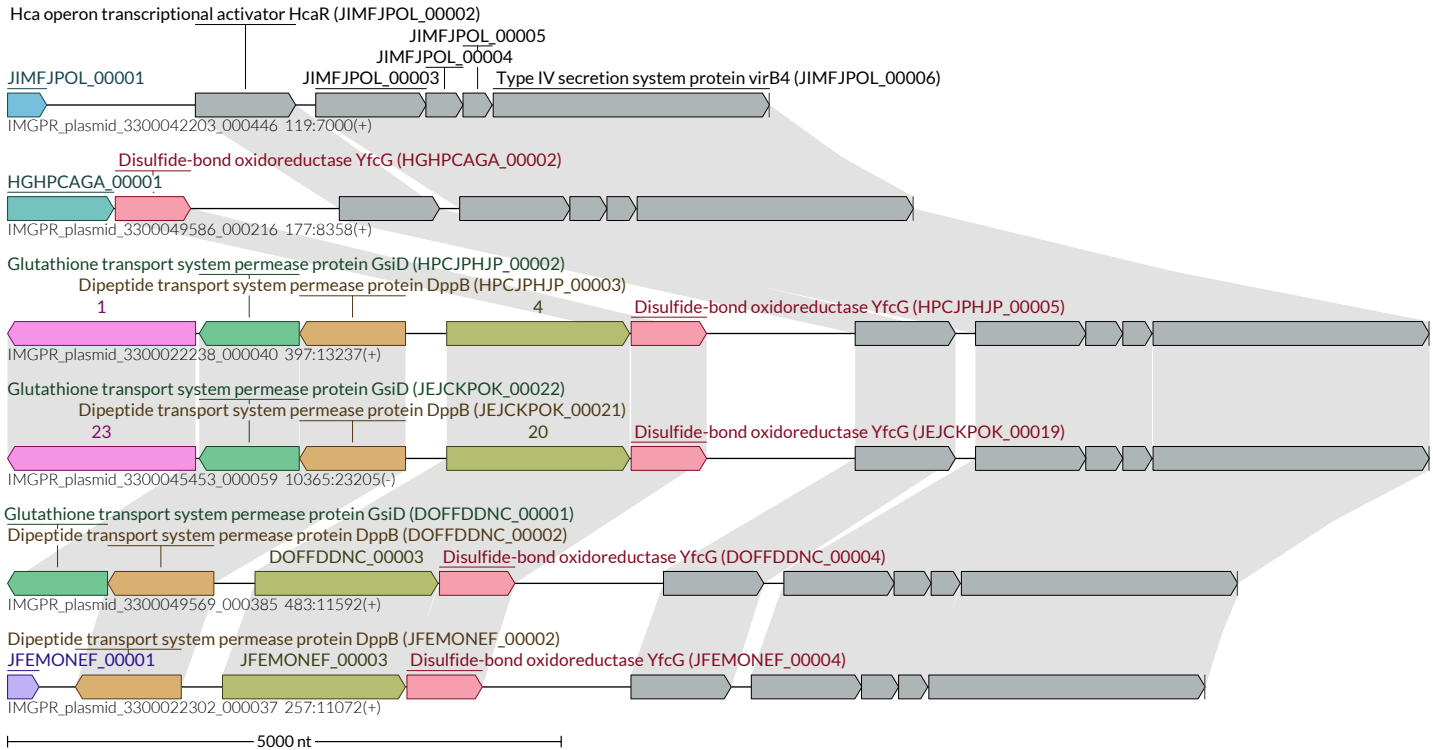 Hca operon transcriptional activator HcaR (JIMFJPOL_00002)
JIMFJPOL_00005
JIMFJPOL_00004
JIMFJPOL_00001
JIMFJPOL_00003
Type IV secretion system protein virB4 (JIMFJPOL_00006)
IMGPR_plasmid_3300042203_000446 119:7000(+)
Disulfide-bond oxidoreductase YfcG (HGHPCAGA_00002)
HGHPCAGA_00001
IMGPR_plasmid_3300049586_000216 177:8358(+)
Glutathione transport system permease protein GsiD (HPCJPHJP_00002)
Dipeptide transport system permease protein DppB (HPCJPHJP_00003)
1
4
Disulfide-bond oxidoreductase YfcG (HPCJPHJP_00005)
IMGPR_plasmid_3300022238_000040 397:13237(+)
Glutathione transport system permease protein GsiD (JEJCKPOK_00022)
Dipeptide transport system permease protein DppB (JEJCKPOK_00021)
23
20
Disulfide-bond oxidoreductase YfcG (JEJCKPOK_00019)
IMGPR_plasmid_3300045453_000059 10365:23205(-)
Glutathione transport system permease protein GsiD (DOFFDDNC_00001)
Dipeptide transport system permease protein DppB (DOFFDDNC_00002)
DOFFDDNC_00003
Disulfide-bond oxidoreductase YfcG (DOFFDDNC_00004)
IMGPR_plasmid_3300049569_000385 483:11592(+)
Dipeptide transport system permease protein DppB (JFEMONEF_00002)
JFEMONEF_00001
JFEMONEF_00003
Disulfide-bond oxidoreductase YfcG (JFEMONEF_00004)
IMGPR_plasmid_3300022302_000037 257:11072(+)
5000 nt